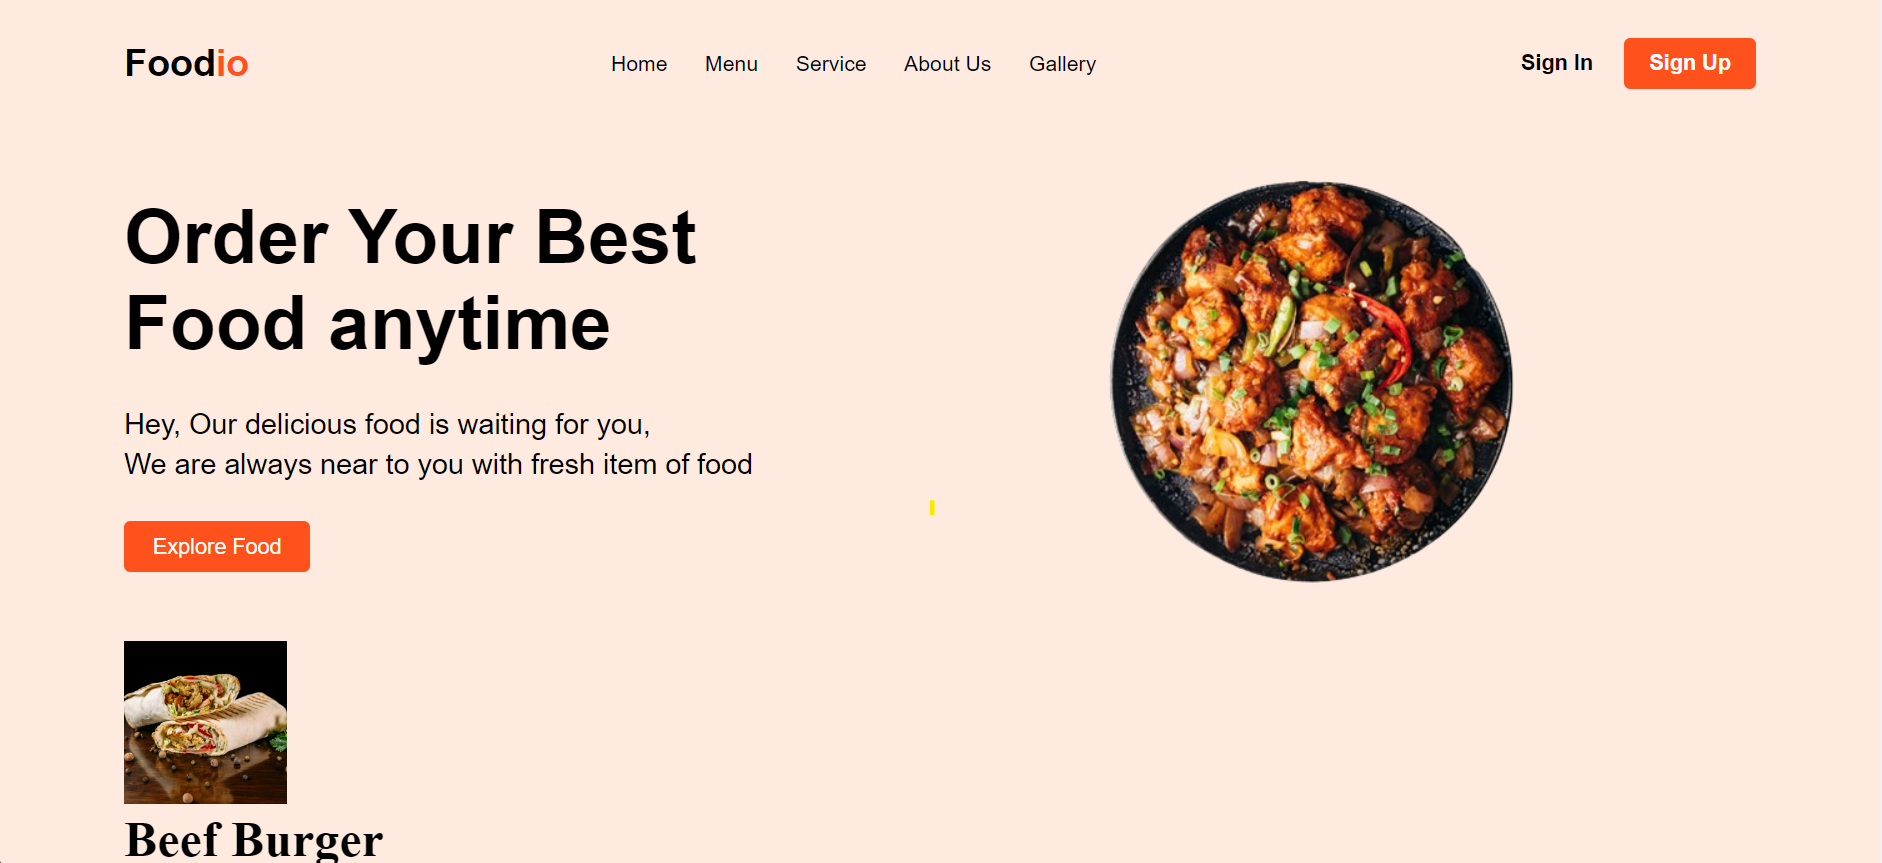 Foodio
Home Menu Service About Us Gallery
Sign In Sign Up
Order Your Best
Food anytime
Hey, Our delicious food is waiting for you,
We are always near to you with fresh item of food
Explore Food
Beef Burger